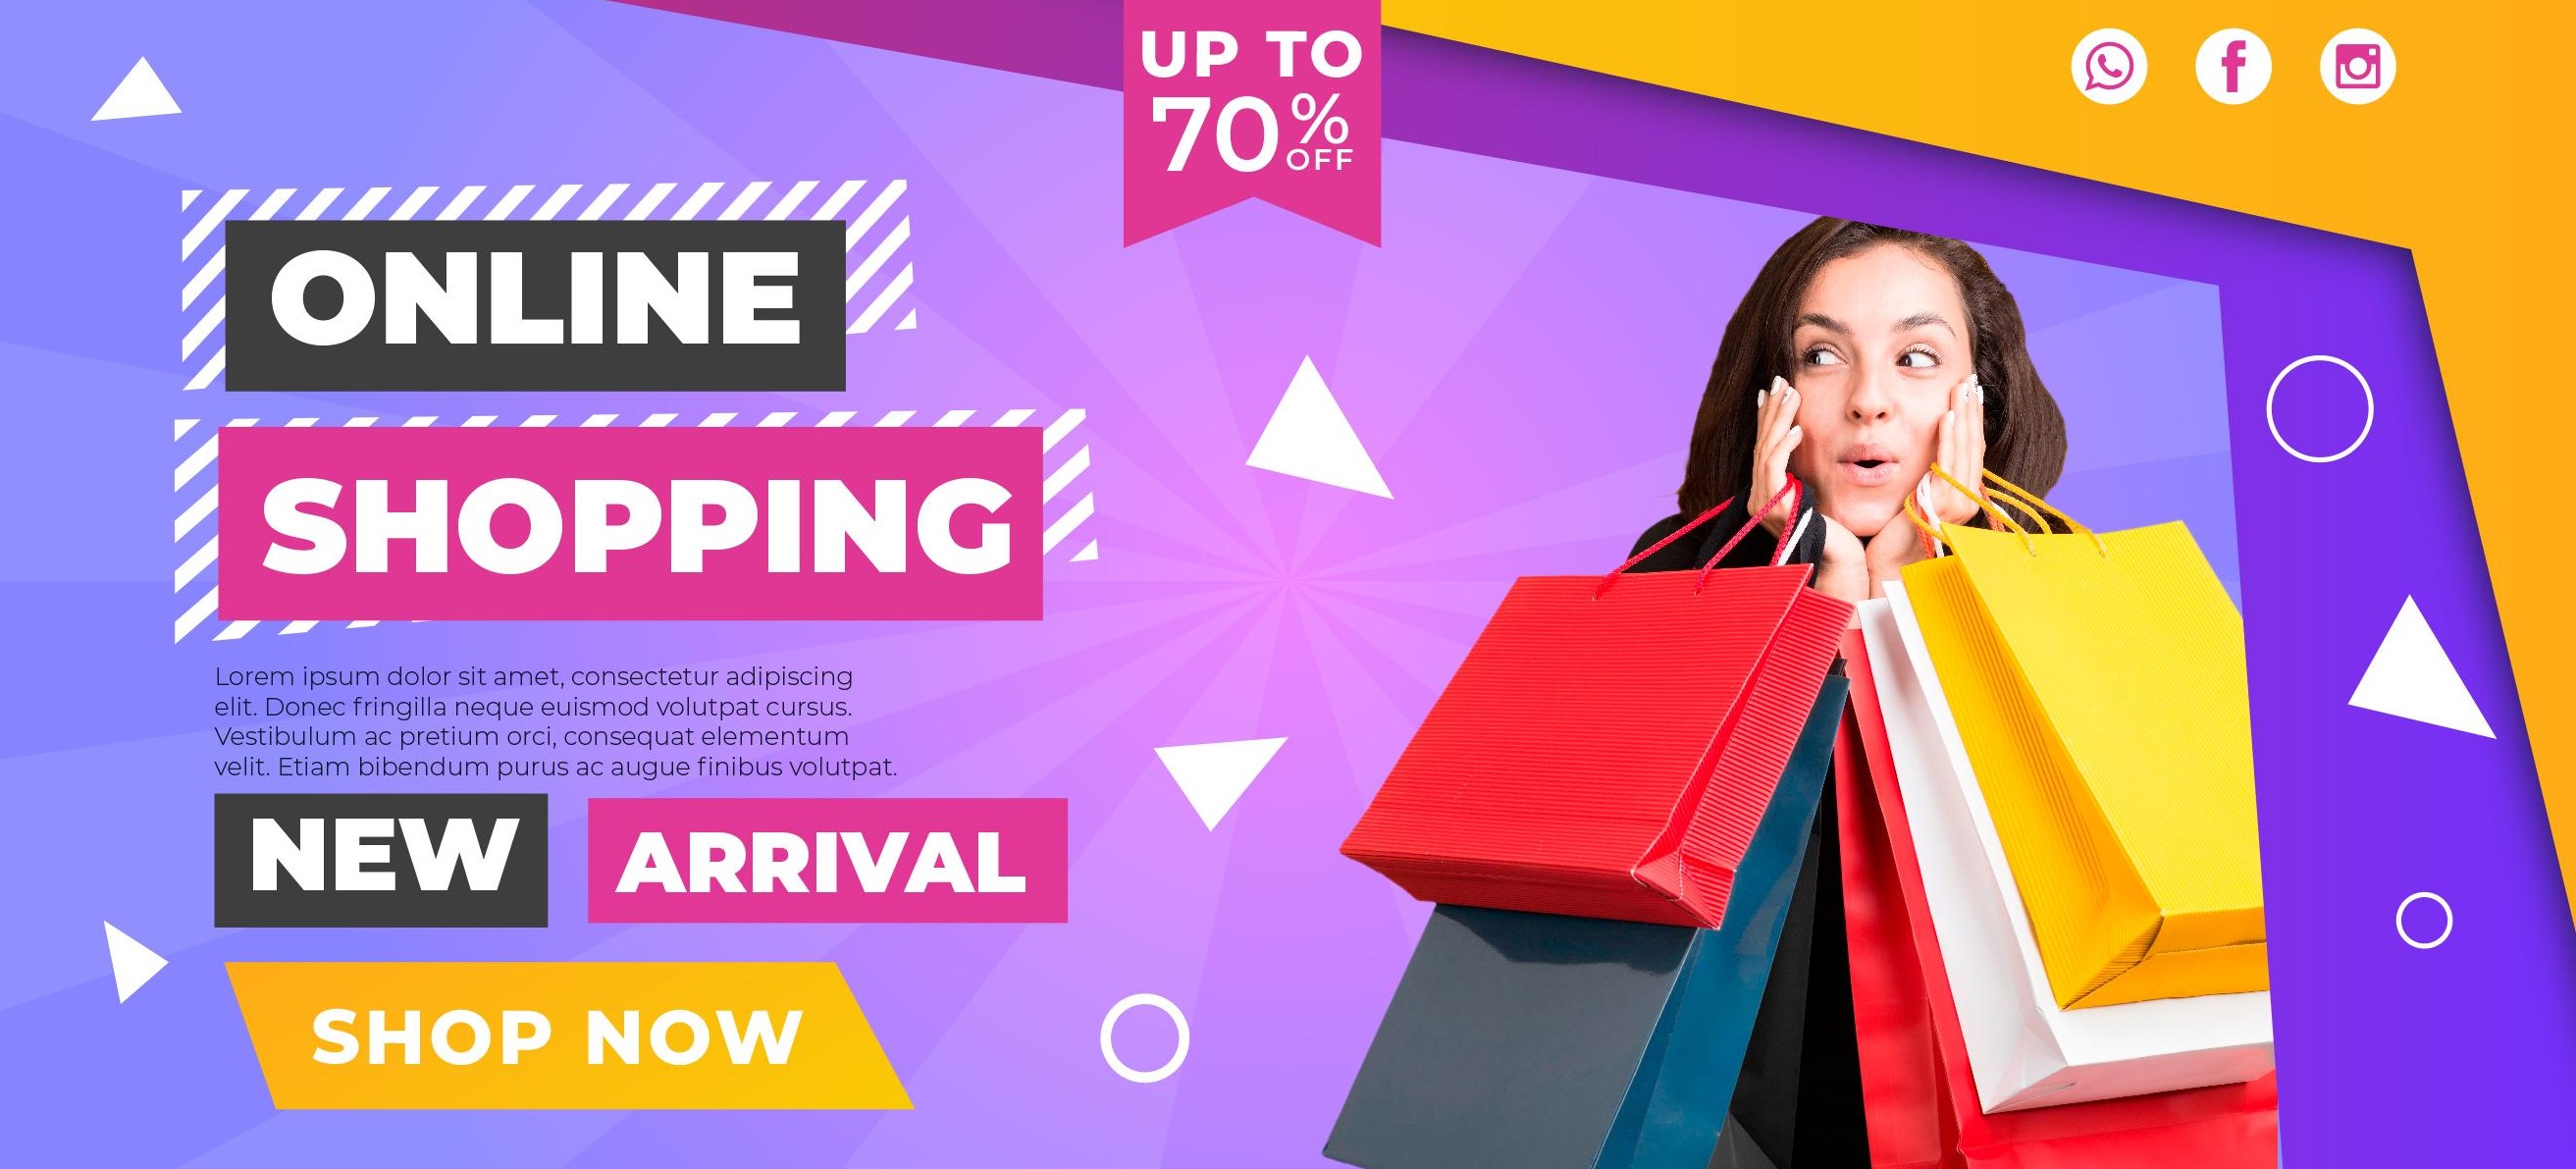 UP TO
70%
OFF
ONLINE
SHOPPING
Lorem ipsum dolor sit amet, consectetur adipiscing
elit. Donec fringilla neque euismod volutpat cursus.
Vestibulum ac pretium orci, consequat elementum
velit. Etiam bibendum purus ac augue finibus volutpat.
NEW ARRIVAL
SHOP NOW